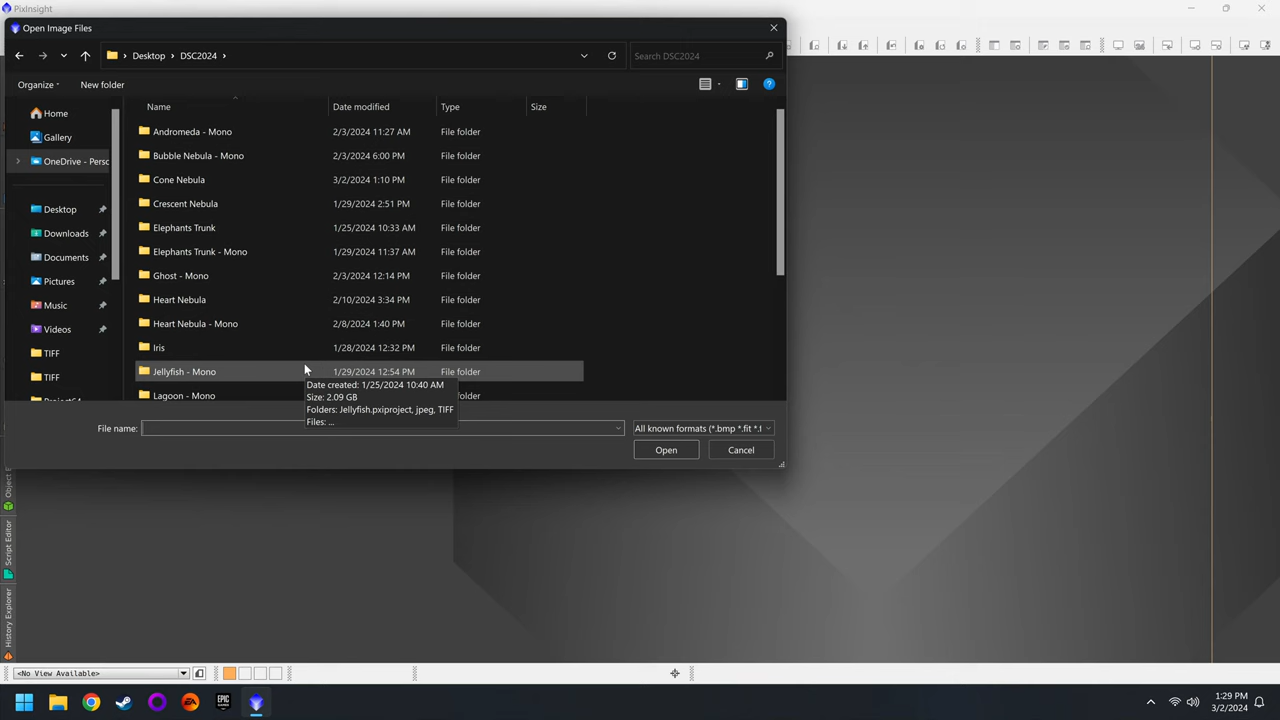 PixInsight
Open Image Files
Desktop > DSC2024 >
Search DSC2024
Organize
New folder
Name
Date modified
Type
Size
Home
Gallery
OneDrive - Perso
Desktop
Downloads
Documents
Pictures
Music
Videos
TIFF
TIFF
Andromeda - Mono 2/3/2024 11:27 AM File folder
Bubble Nebula - Mono 2/3/2024 6:00 PM File folder
Cone Nebula 3/2/2024 1:10 PM File folder
Crescent Nebula 1/29/2024 2:51 PM File folder
Elephants Trunk 1/25/2024 10:33 AM File folder
Elephants Trunk - Mono 1/29/2024 11:37 AM File folder
Ghost - Mono 2/3/2024 12:14 PM File folder
Heart Nebula 2/10/2024 3:34 PM File folder
Heart Nebula - Mono 2/8/2024 1:40 PM File folder
Iris 1/28/2024 12:32 PM File folder
Jellyfish - Mono 1/29/2024 12:54 PM File folder
Lagoon - Mono File folder
Date created: 1/25/2024 10:40 AM
Size: 2.09 GB
Folders: Jellyfish.pxiproject, jpeg, TIFF
Files: ...
File name:
All known formats (*.bmp *.fit *.f
Open
Cancel
Script Editor
History Explorer
<No View Available>
1:29 PM
3/2/2024